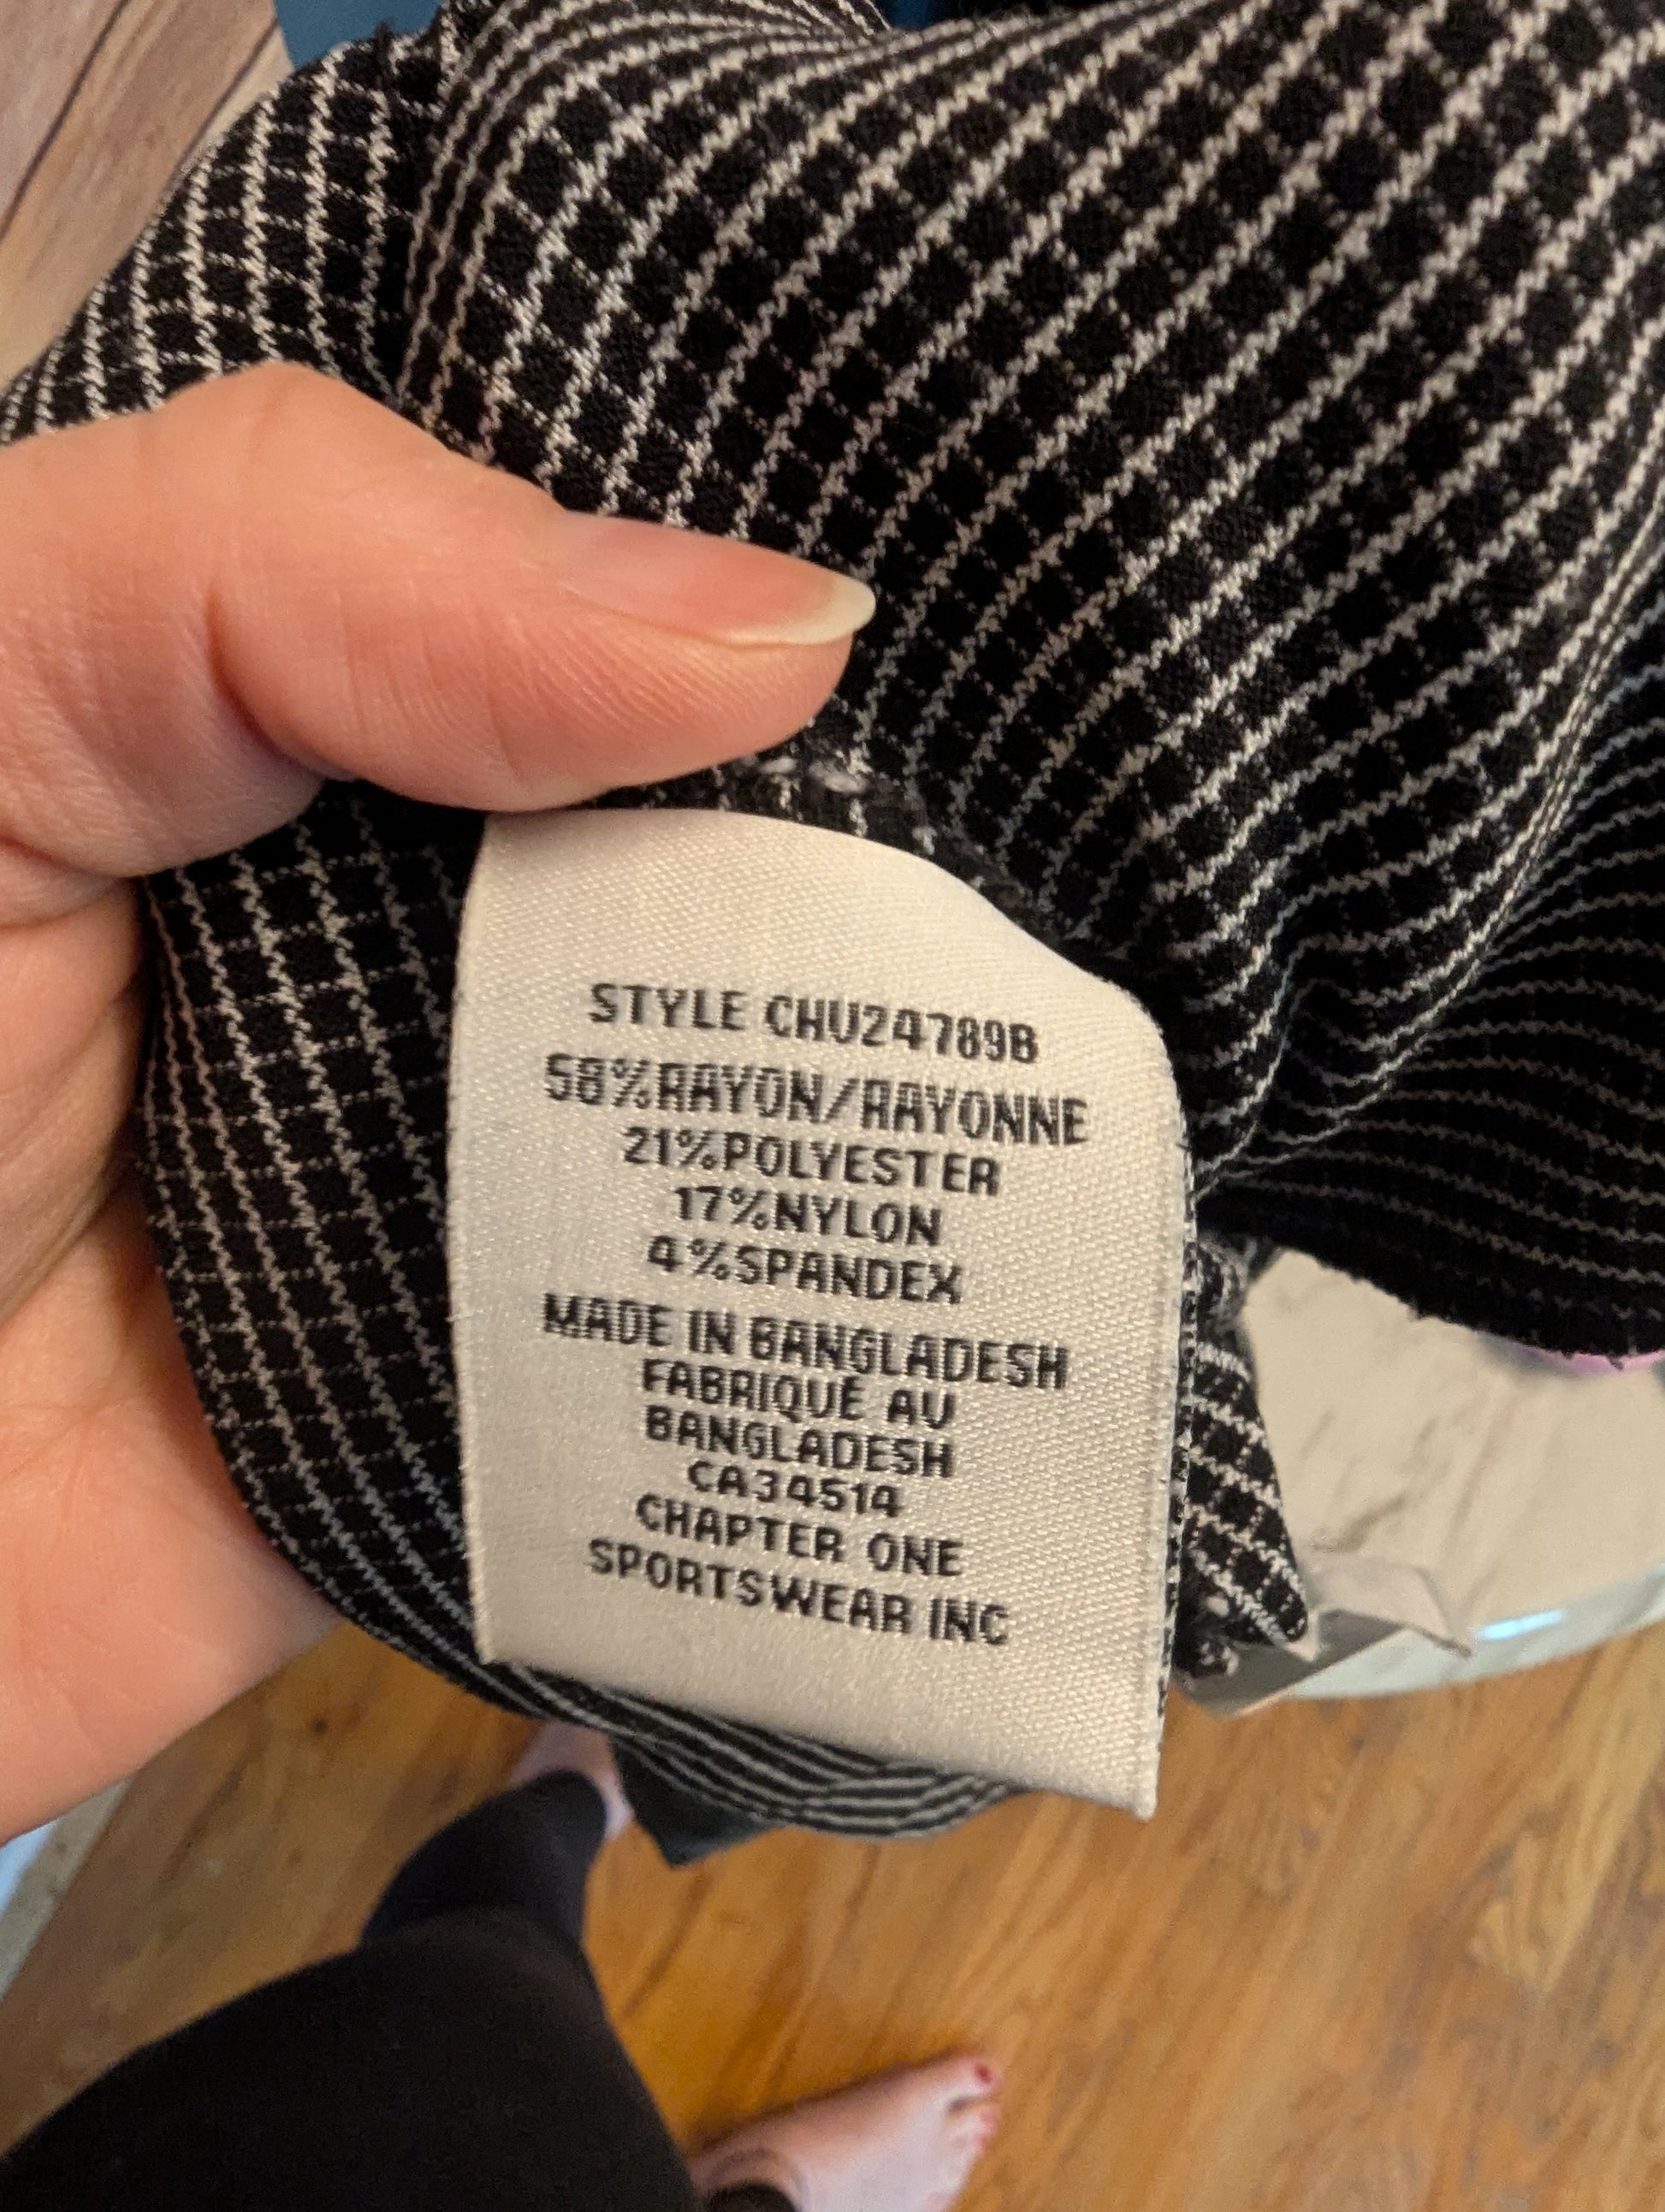 STYLE CHU24789B
58%RAYON/RAYONNE
21%POLYESTER
17%NYLON
4%SPANDEX
MADE IN BANGLADESH
FABRIQUÉ AU
BANGLADESH
CA34514
CHAPTER ONE
SPORTSWEAR INC